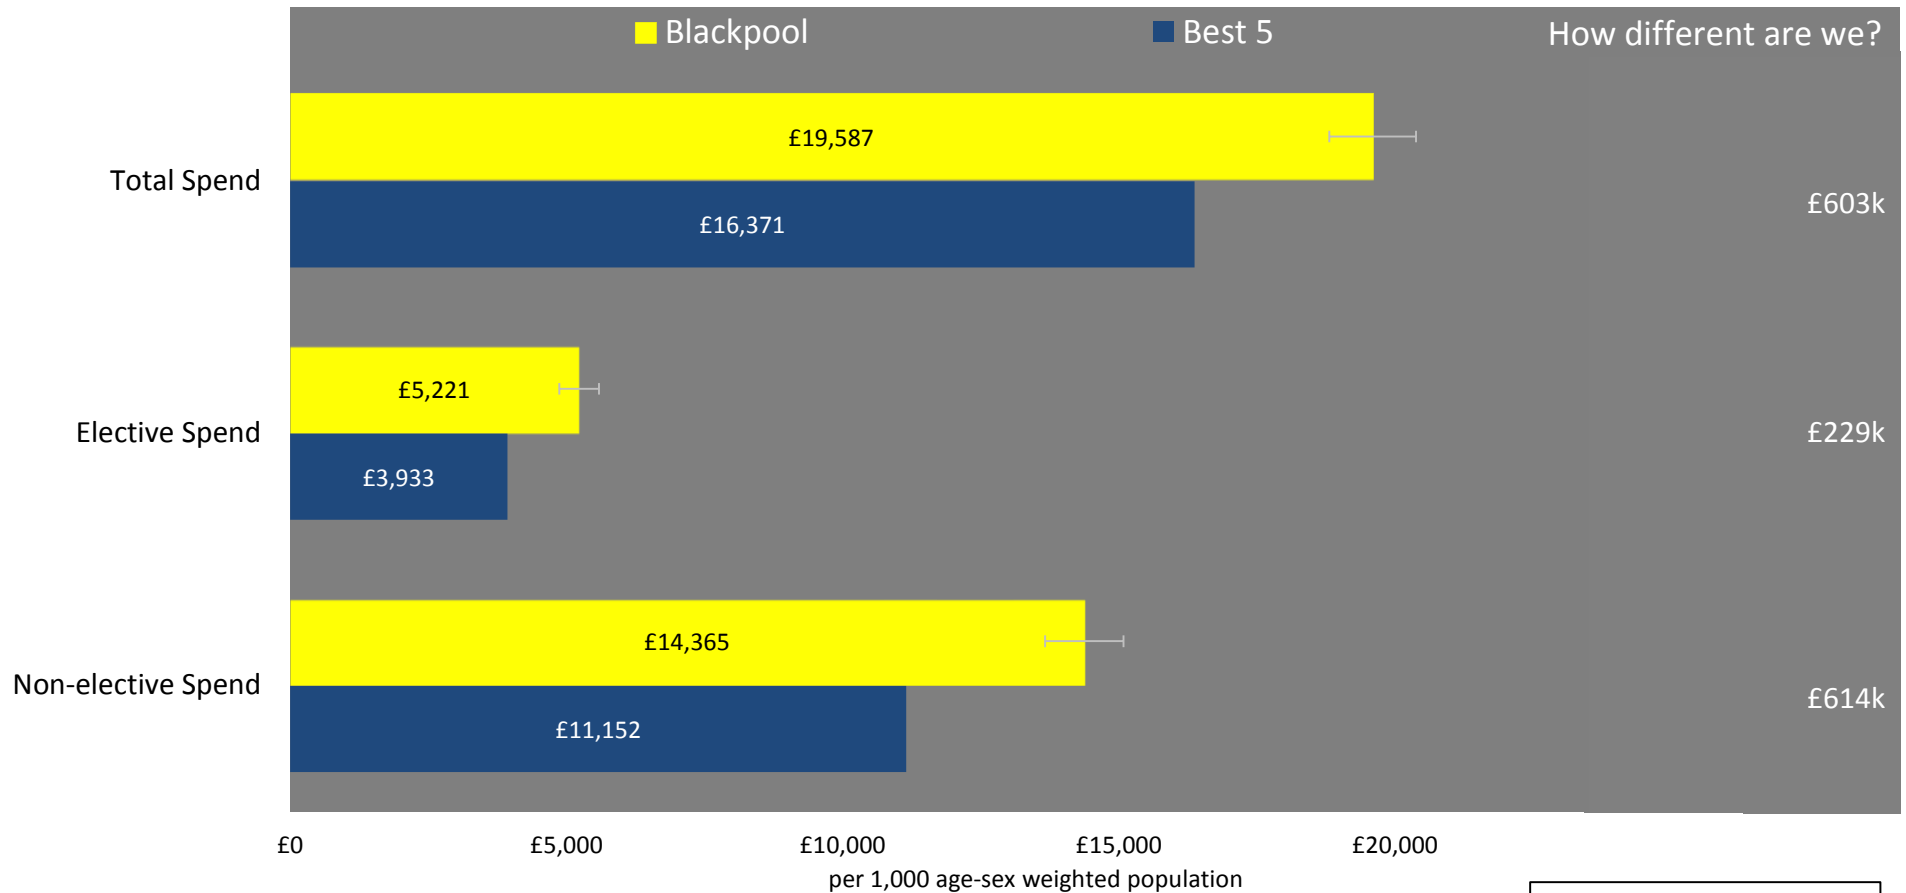 Blackpool Best 5 How different are we?
Total Spend
£19,587
£16,371
£603k
Elective Spend
£5,221
£3,933
£229k
Non-elective Spend
£14,365
£11,152
£614k
£0 £5,000 £10,000 £15,000 £20,000
per 1,000 age-sex weighted population